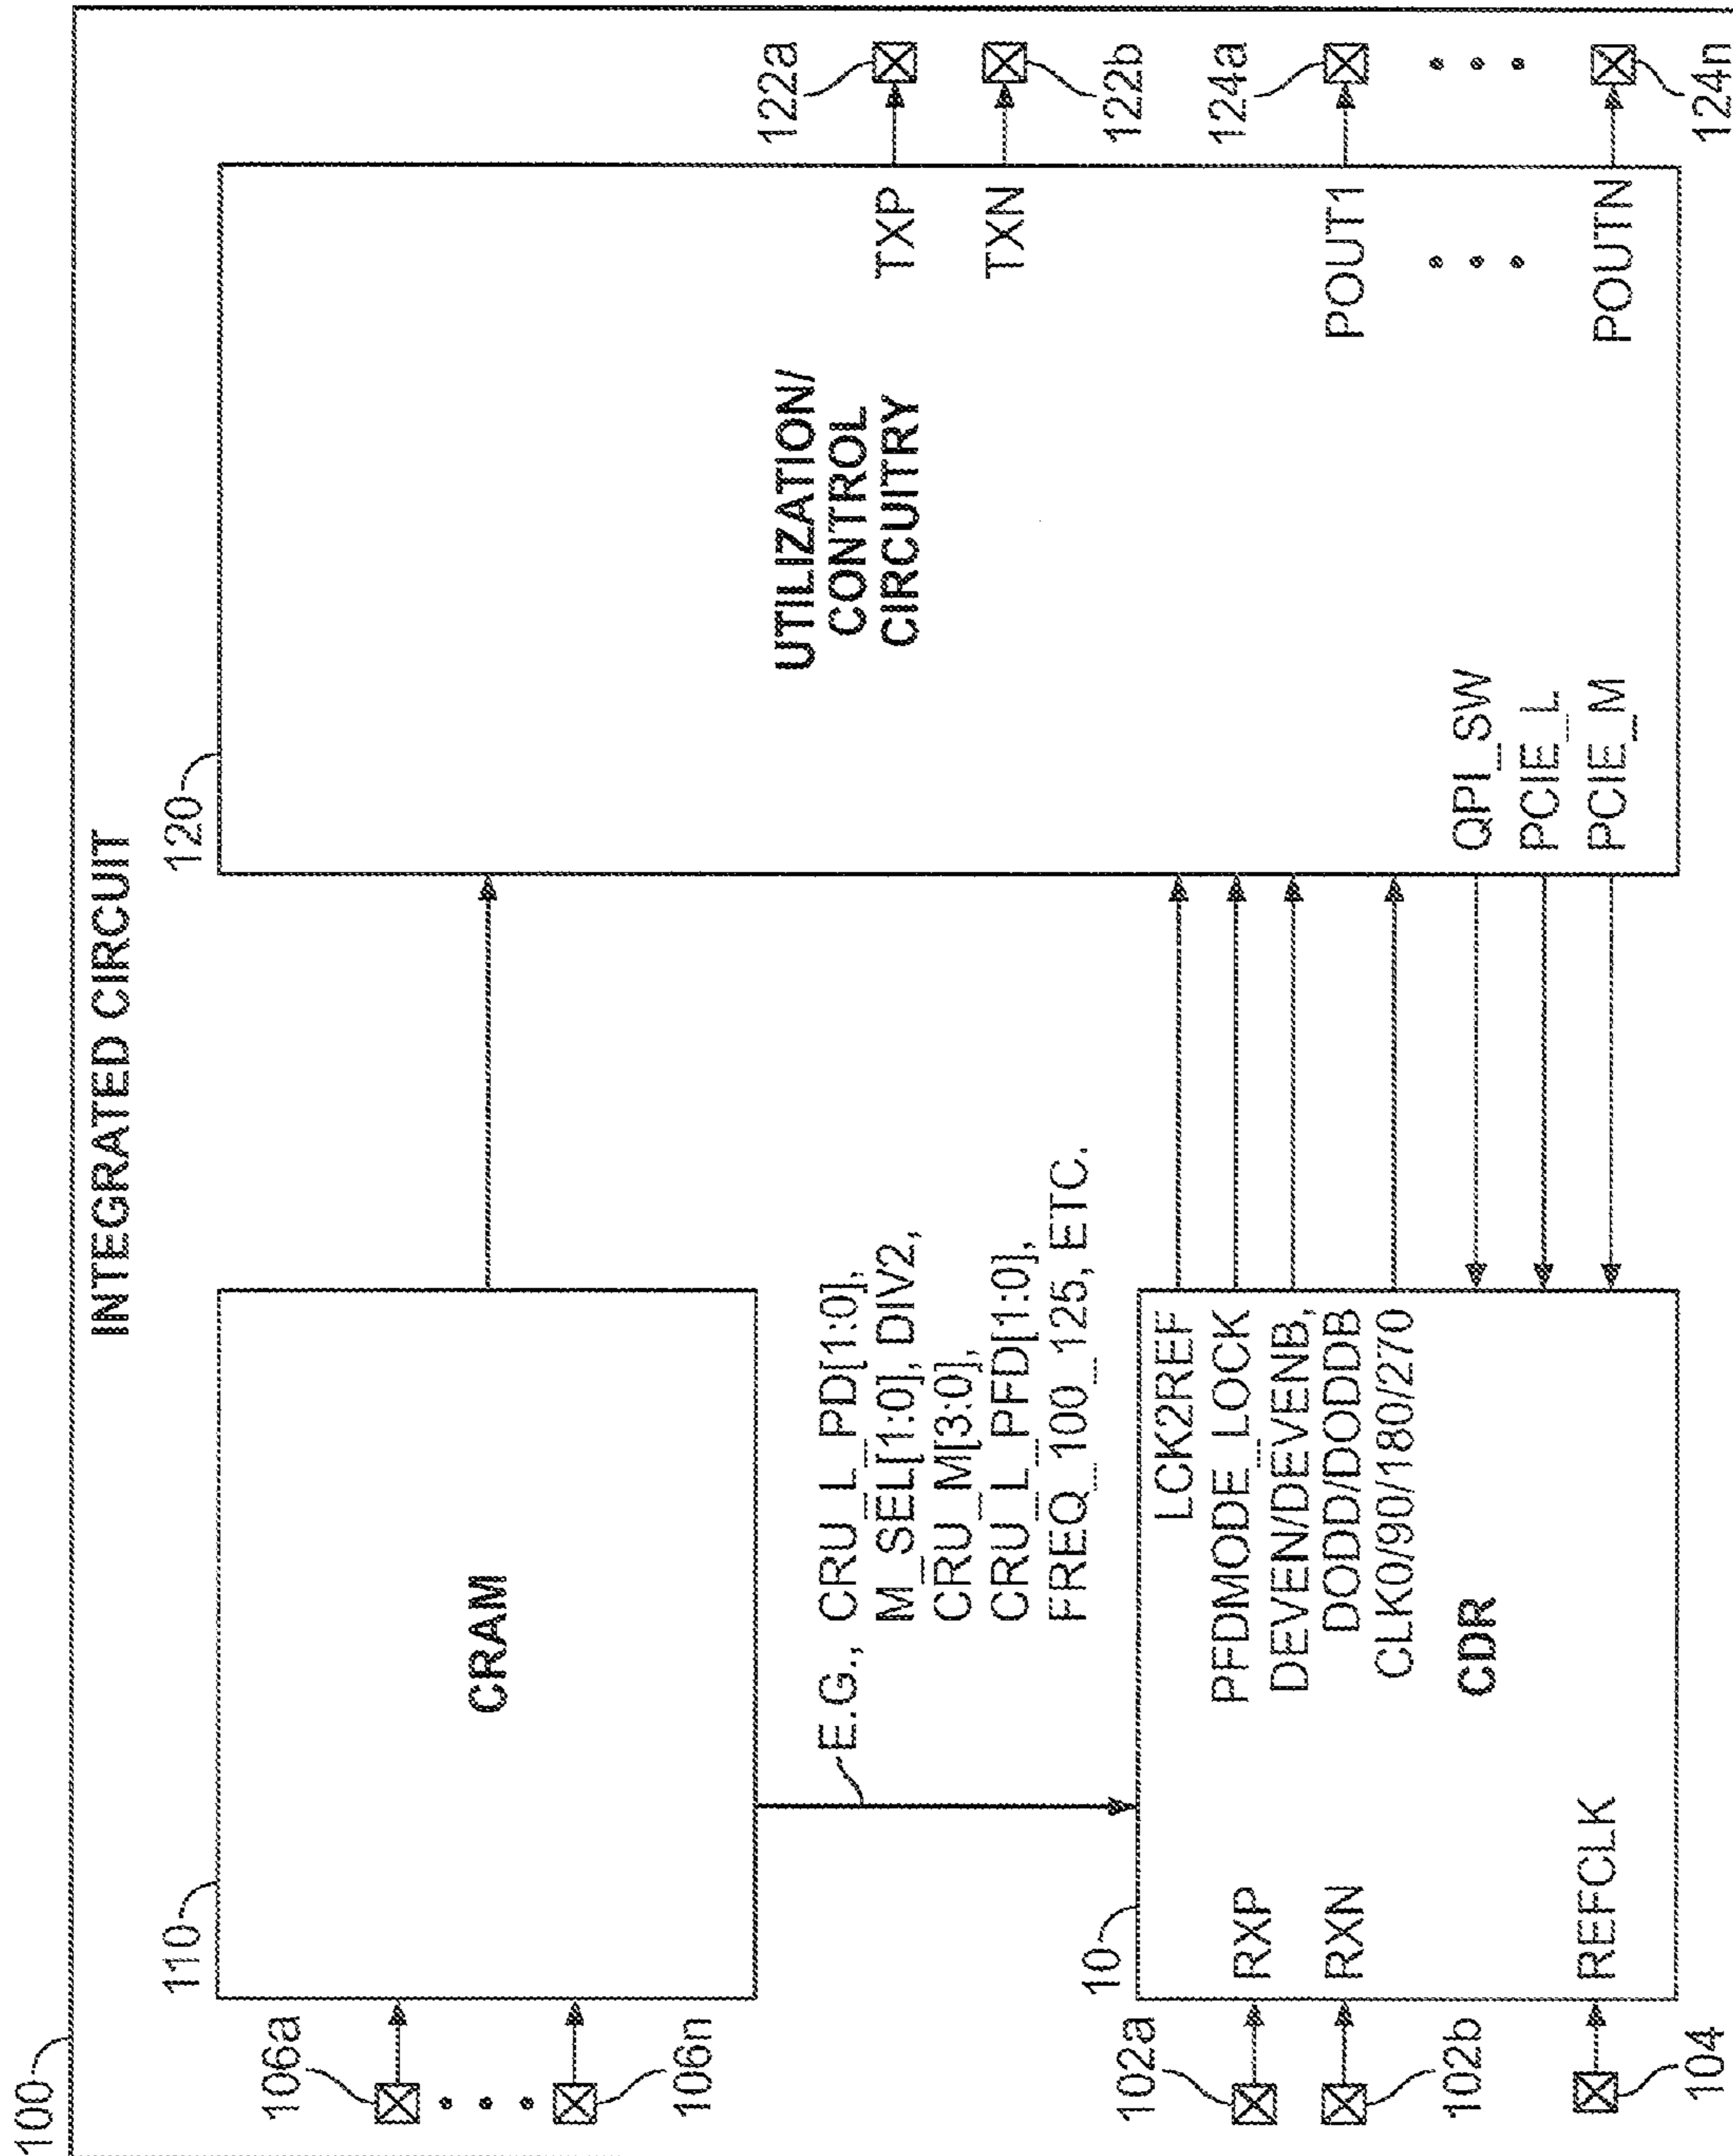 100
INTEGRATED CIRCUIT
110
CRAM
106a
106n
E.G., CRU_L_PD[1:0],
M_SEL[1:0], DIV2,
CRU_M[3:0],
CRU_L_PFD[1:0],
FREQ_100_125, ETC.
10
RXP
RXN
REFCLK
102a
102b
104
LCK2REF
PFDMODE_LOCK
DEVEN/DEVENB,
DODD/DODDB
CLK0/90/180/270
CDR
120
UTILIZATION/
CONTROL
CIRCUITRY
QPI_SW
PCIE_L
PCIE_M
TXP
TXN
POUT1
POUTN
122a
122b
124a
124n